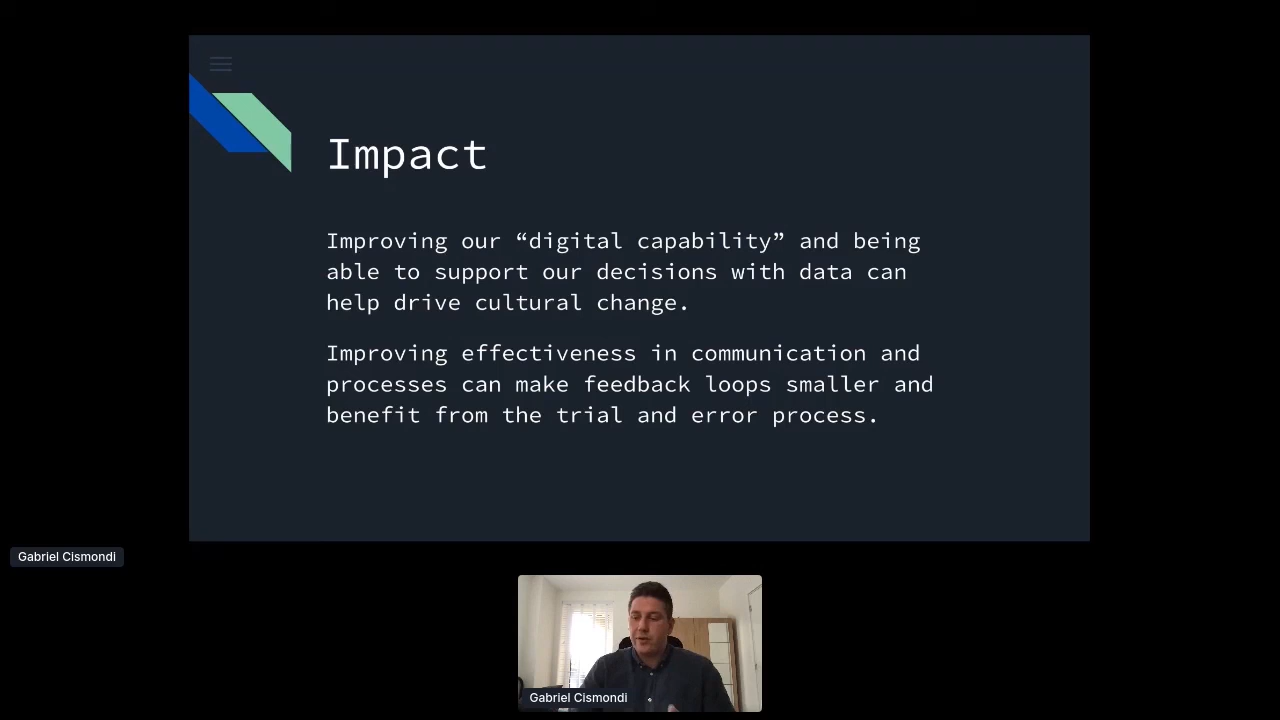 Impact
Improving our “digital capability” and being
able to support our decisions with data can
help drive cultural change.
Improving effectiveness in communication and
processes can make feedback loops smaller and
benefit from the trial and error process.
Gabriel Cismondi
Gabriel Cismondi